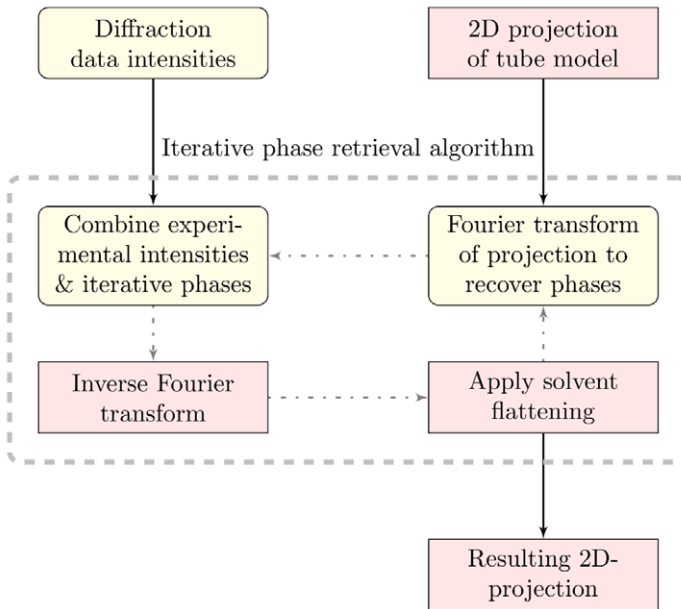 Diffraction
data intensities
2D projection
of tube model
Iterative phase retrieval algorithm
Combine experi-
mental intensities
& iterative phases
Fourier transform
of projection to
recover phases
Inverse Fourier
transform
Apply solvent
flattening
Resulting 2D-
projection